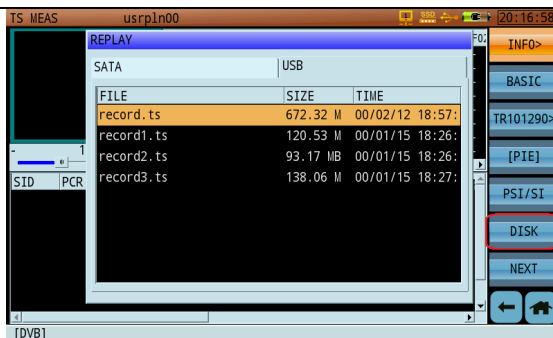 TS MEAS usrpln00 SSD 20:16:58
REPLAY
F02
INFO>
SATA USB
BASIC
FILE SIZE TIME
record.ts 672.32 M 00/02/12 18:57:
TR101290>
record1.ts 120.53 M 00/01/15 18:26:
record2.ts 93.17 MB 00/01/15 18:26:
[PIE]
- 1
record3.ts 138.06 M 00/01/15 18:27:
SID PCR
PSI/SI
DISK
NEXT
[DVB]